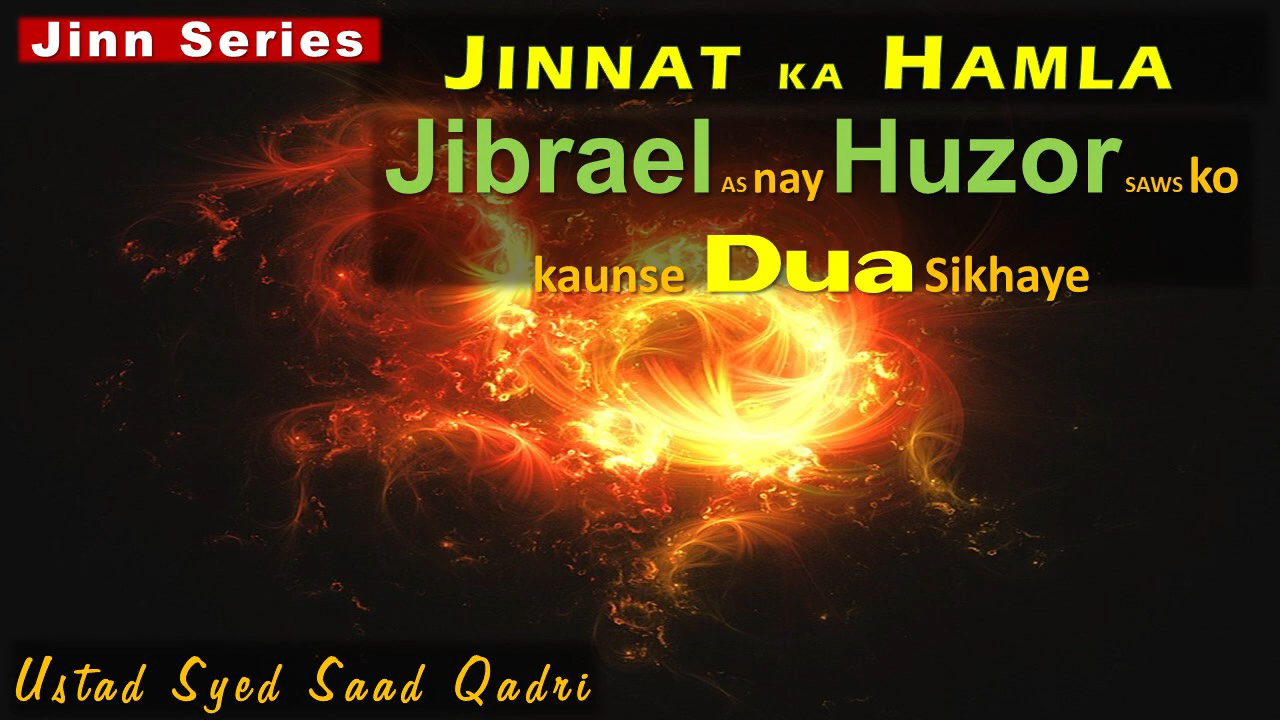 Jinn Series
JINNAT KA HAMLA
Jibrael AS nay Huzor SAWS ko
kaunse Dua Sikhaye
Ustad Syed Saad Qadri